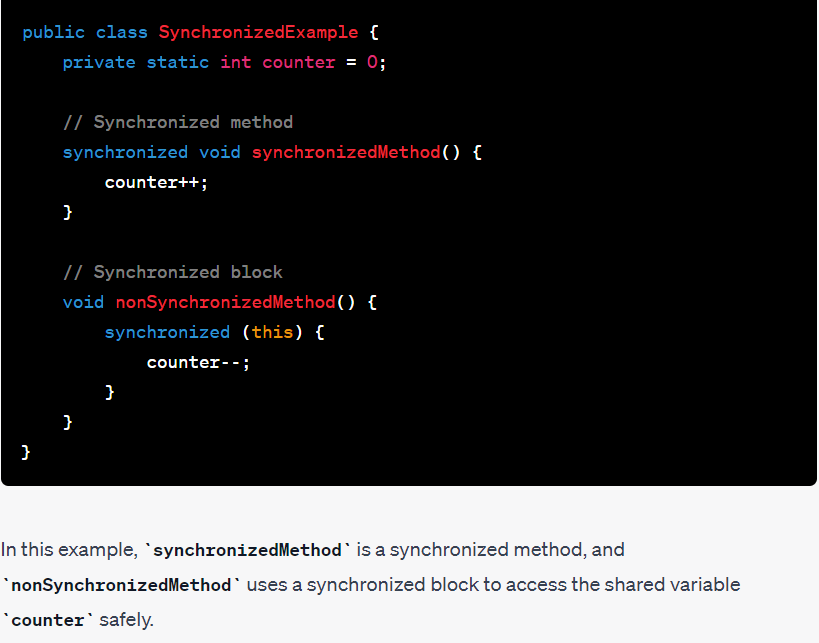 public class SynchronizedExample {
    private static int counter = 0;

    // Synchronized method
    synchronized void synchronizedMethod() {
        counter++;
    }

    // Synchronized block
    void nonSynchronizedMethod() {
        synchronized (this) {
            counter--;
        }
    }
}
In this example, `synchronizedMethod` is a synchronized method, and
`nonSynchronizedMethod` uses a synchronized block to access the shared variable
`counter` safely.